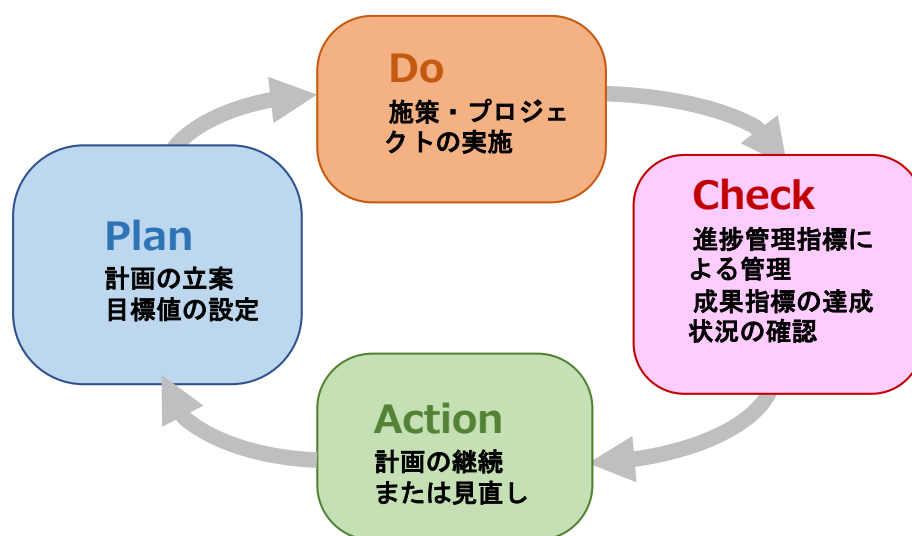 Do
施策・プロジェ
クトの実施
Check
進捗管理指標に
よる管理
成果指標の達成
状況の確認
Plan
計画の立案
目標値の設定
Action
計画の継続
または見直し